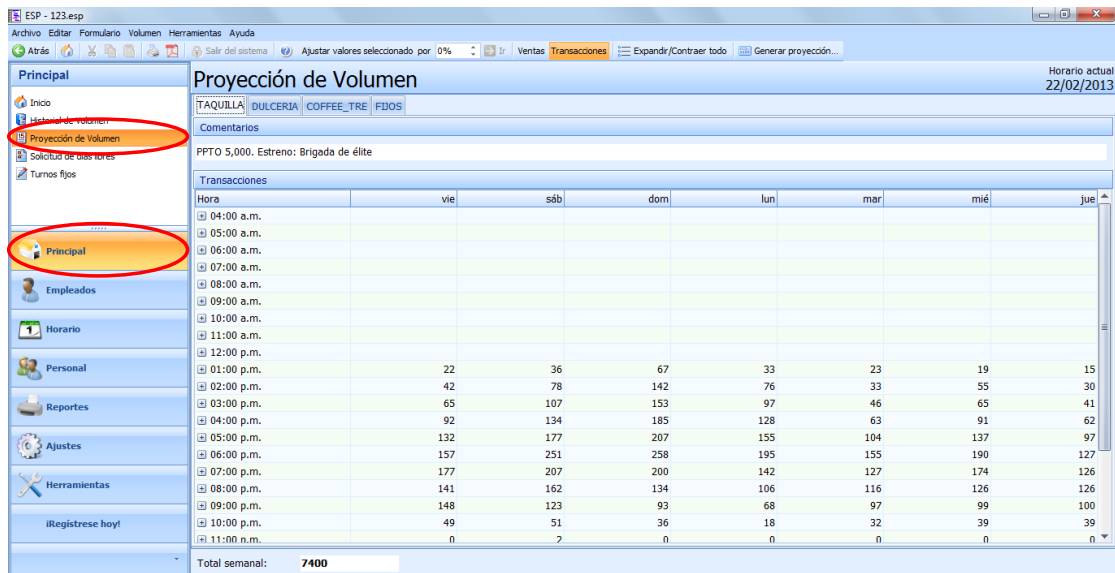 ESP - 123.esp
Archivo Editar Formulario Volumen Herramientas Ayuda
Atrás Salir del sistema Ajustar valores seleccionado por 0% Ir Ventas Transacciones Expandir/Contraer todo Generar proyección...
Principal
Inicio
Historial de Volumen
Proyección de Volumen
Solicitud de días libres
Turnos fijos
Principal
Empleados
Horario
Personal
Reportes
Ajustes
Herramientas
¡Regístrese hoy!
Proyección de Volumen
Horario actual
22/02/2013
TAQUILLA DULCERIA COFFEE_TRE FIJOS
Comentarios
PPTO 5,000. Estreno: Brigada de élite
Transacciones
Hora vie sáb dom lun mar mié jue
04:00 a.m.
05:00 a.m.
06:00 a.m.
07:00 a.m.
08:00 a.m.
09:00 a.m.
10:00 a.m.
11:00 a.m.
12:00 p.m.
01:00 p.m. 22 36 67 33 23 19 15
02:00 p.m. 42 78 142 76 33 55 30
03:00 p.m. 65 107 153 97 46 65 41
04:00 p.m. 92 134 185 128 63 91 62
05:00 p.m. 132 177 207 155 104 137 97
06:00 p.m. 157 251 258 195 155 190 127
07:00 p.m. 177 207 200 142 127 174 126
08:00 p.m. 141 162 134 106 116 126 126
09:00 p.m. 148 123 93 68 97 99 100
10:00 p.m. 49 51 36 18 32 39 39
11:00 p.m. 0 2 0 0 0 0 0
Total semanal: 7400